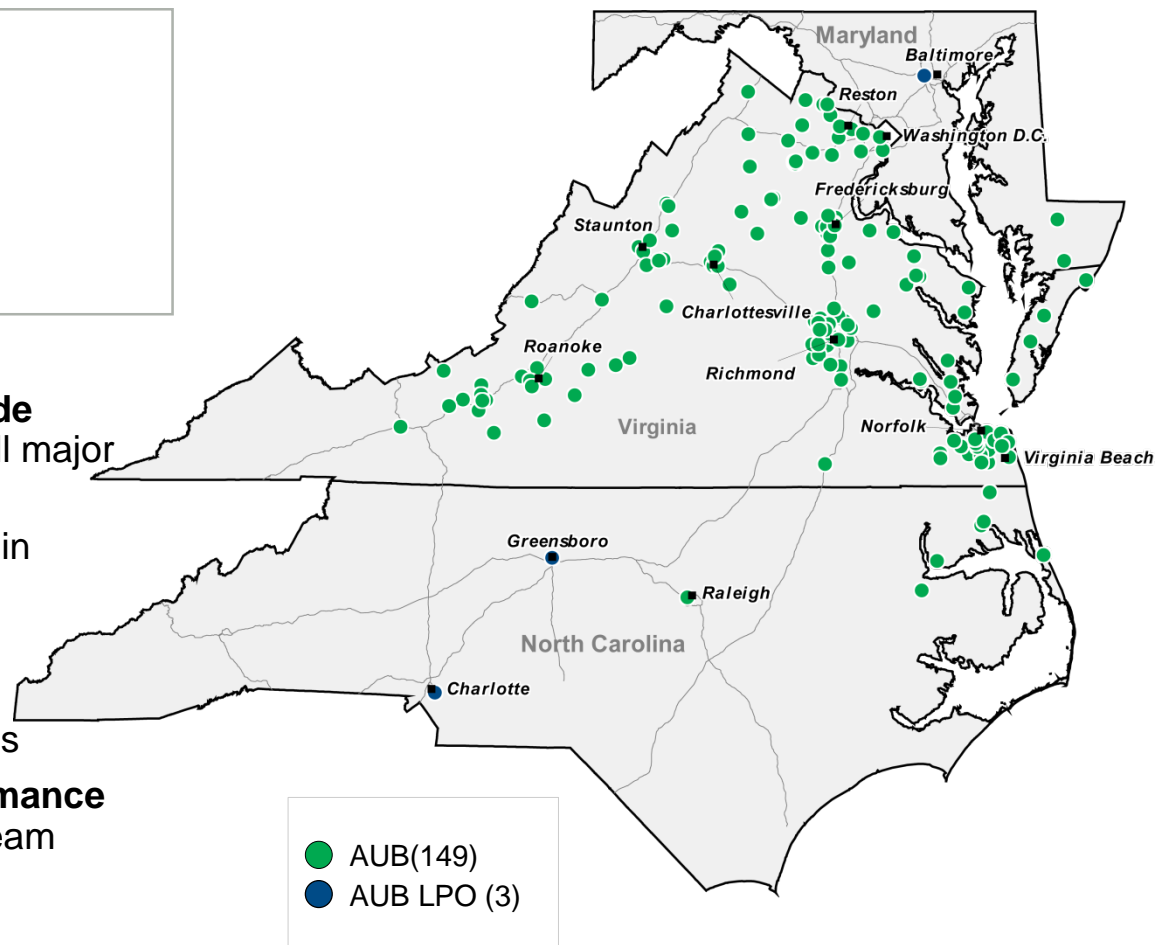 de
ll major
in
s
mance
eam
Maryland
Baltimore
Reston
Washington D.C.
Fredericksburg
Staunton
Charlottesville
Roanoke
Richmond
Virginia
Norfolk
Virginia Beach
Greensboro
Raleigh
North Carolina
Charlotte
AUB(149)
AUB LPO (3)